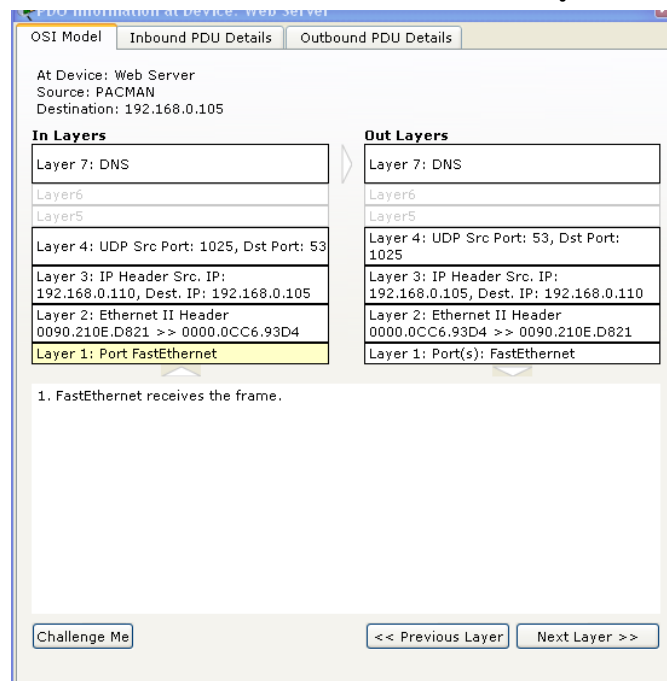 PDU Information at Device: Web Server
OSI Model Inbound PDU Details Outbound PDU Details
At Device: Web Server
Source: PACMAN
Destination: 192.168.0.105
In Layers
Layer 7: DNS
Layer6
Layer5
Layer 4: UDP Src Port: 1025, Dst Port: 53
Layer 3: IP Header Src. IP:
192.168.0.110, Dest. IP: 192.168.0.105
Layer 2: Ethernet II Header
0090.210E.D821 >> 0000.0CC6.93D4
Layer 1: Port FastEthernet
Out Layers
Layer 7: DNS
Layer6
Layer5
Layer 4: UDP Src Port: 53, Dst Port:
1025
Layer 3: IP Header Src. IP:
192.168.0.105, Dest. IP: 192.168.0.110
Layer 2: Ethernet II Header
0000.0CC6.93D4 >> 0090.210E.D821
Layer 1: Port(s): FastEthernet
1. FastEthernet receives the frame.
Challenge Me << Previous Layer Next Layer >>